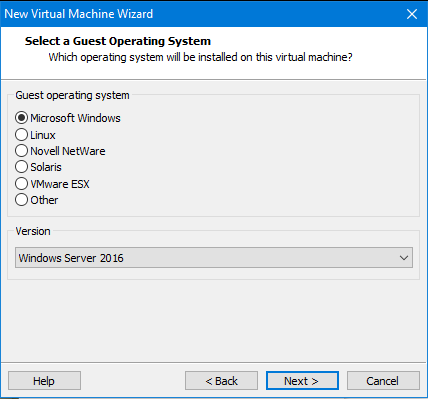 New Virtual Machine Wizard
Select a Guest Operating System
Which operating system will be installed on this virtual machine?
Guest operating system
Microsoft Windows
Linux
Novell NetWare
Solaris
VMware ESX
Other
Version
Windows Server 2016
Help
< Back
Next >
Cancel